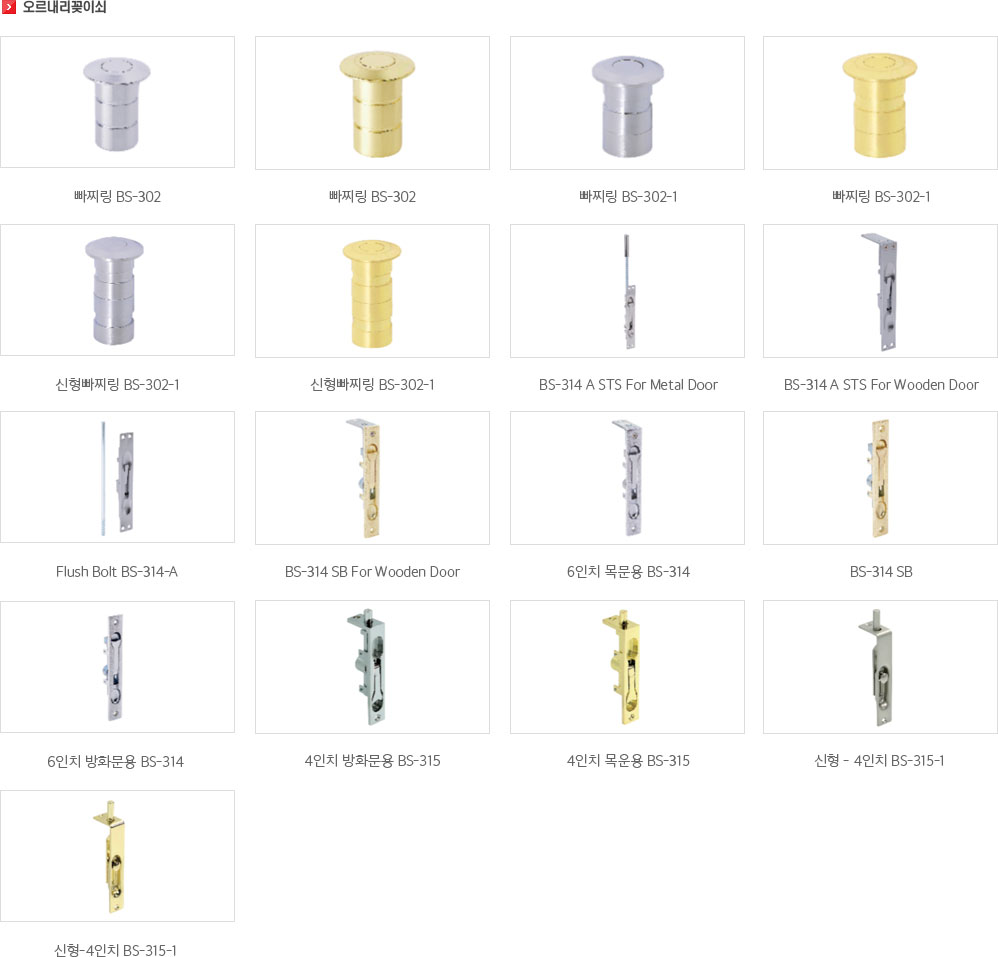 오르내리꽂이쇠
빠찌링 BS-302
빠찌링 BS-302
빠찌링 BS-302-1
빠찌링 BS-302-1
신형빠찌링 BS-302-1
신형빠찌링 BS-302-1
BS-314 A STS For Metal Door
BS-314 A STS For Wooden Door
Flush Bolt BS-314-A
BS-314 SB For Wooden Door
6인치 목문용 BS-314
BS-314 SB
6인치 방화문용 BS-314
4인치 방화문용 BS-315
4인치 목운용 BS-315
신형 - 4인치 BS-315-1
신형-4인치 BS-315-1